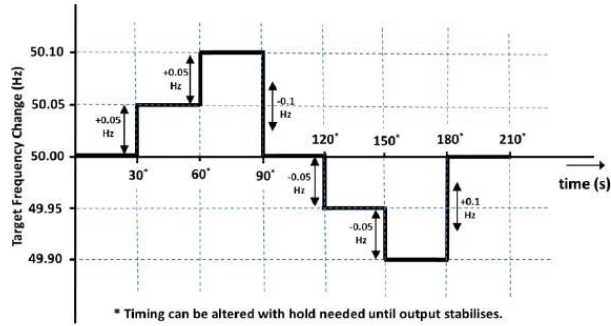 Target Frequency Change (Hz)
50.10
50.05
50.00
49.95
49.90
+0.05
Hz
+0.05
Hz
-0.1
Hz
-0.05
Hz
-0.05
Hz
+0.1
Hz
30*
60*
90*
120*
150*
180*
210*
time (s)
* Timing can be altered with hold needed until output stabilises.